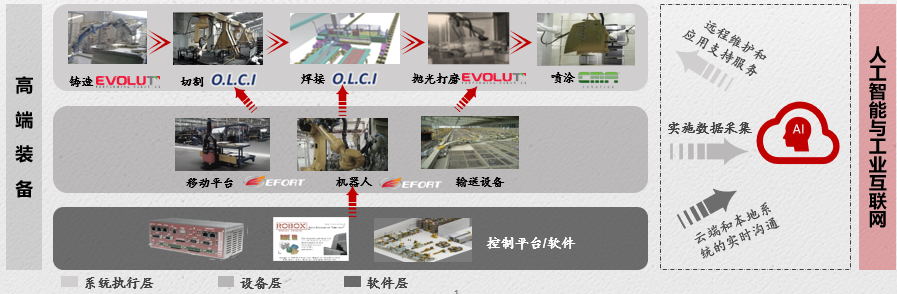 高端装备
铸造 EVOLUT
切割 O.L.C.I
焊接 O.L.C.I
抛光打磨 EVOLUT
喷涂 CMA
robotics
移动平台 EFORT
机器人 EFORT
输送设备
ROBOX
控制平台/软件
系统执行层
设备层
软件层
远程维护和
应用支持服务
实施数据采集
AI
云端和本地系
统的实时沟通
人工智能与工业互联网
1